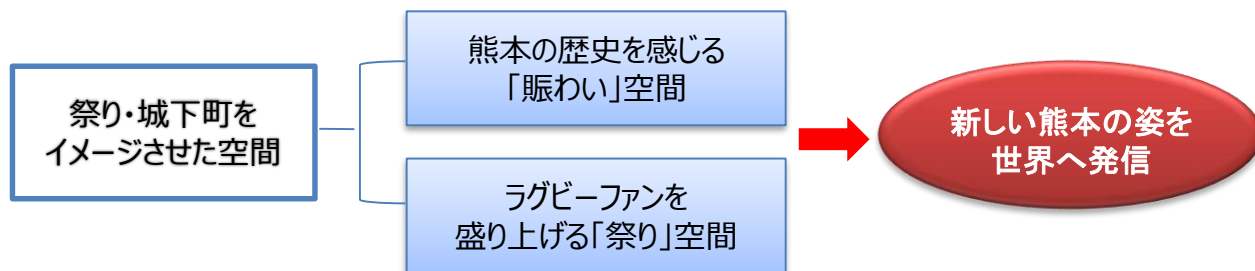 祭り・城下町を
イメージさせた空間
熊本の歴史を感じる
「賑わい」空間
ラグビーファンを
盛り上げる「祭り」空間
新しい熊本の姿を
世界へ発信